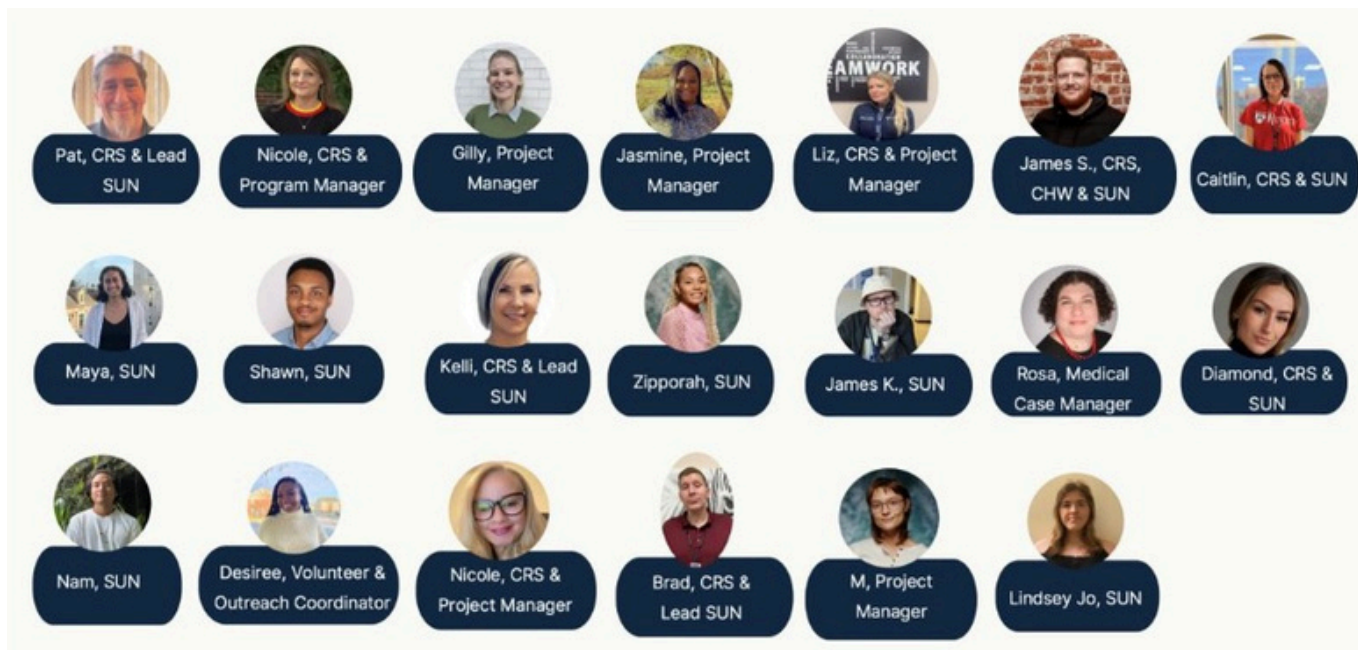 Pat, CRS & Lead
SUN
Nicole, CRS &
Program Manager
Gilly, Project
Manager
Jasmine, Project
Manager
COLLABORATION
EAMWORK
Liz, CRS & Project
Manager
James S., CRS,
CHW & SUN
Caitlin, CRS & SUN
Maya, SUN
Shawn, SUN
Kelli, CRS & Lead
SUN
Zipporah, SUN
James K., SUN
Rosa, Medical
Case Manager
Diamond, CRS &
SUN
Nam, SUN
Desiree, Volunteer &
Outreach Coordinator
Nicole, CRS &
Project Manager
Brad, CRS &
Lead SUN
M, Project
Manager
Lindsey Jo, SUN